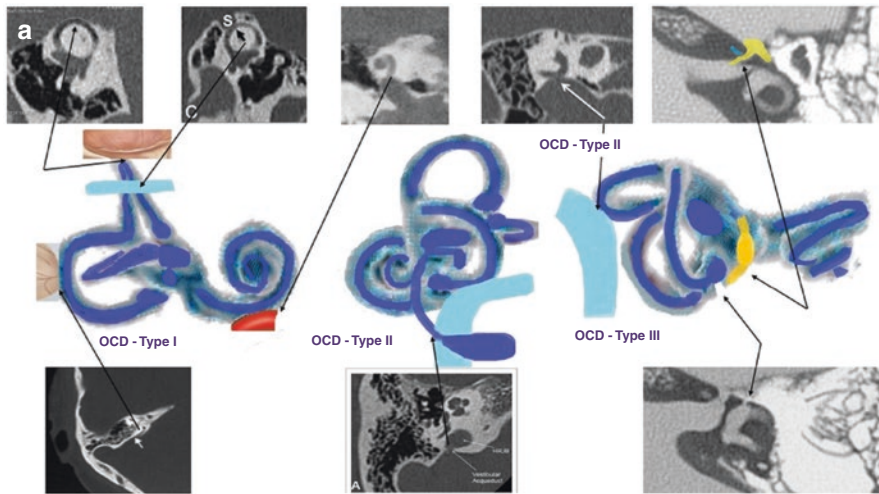 a
S
C
OCD - Type II
OCD - Type I
OCD - Type II
OCD - Type III
Vestibular
Aqueduct
A